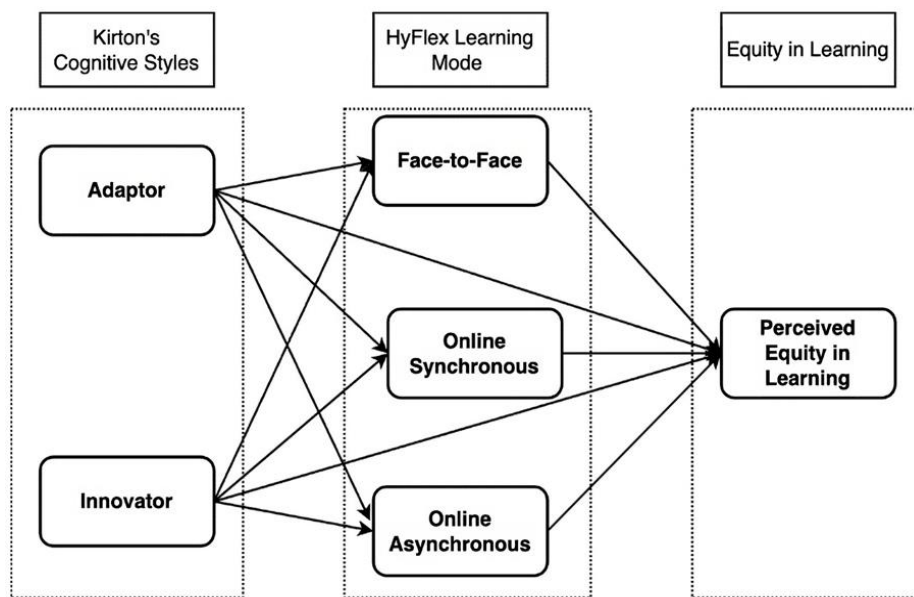 Kirton's
Cognitive Styles
HyFlex Learning
Mode
Equity in Learning
Adaptor
Innovator
Face-to-Face
Online
Synchronous
Online
Asynchronous
Perceived
Equity in
Learning